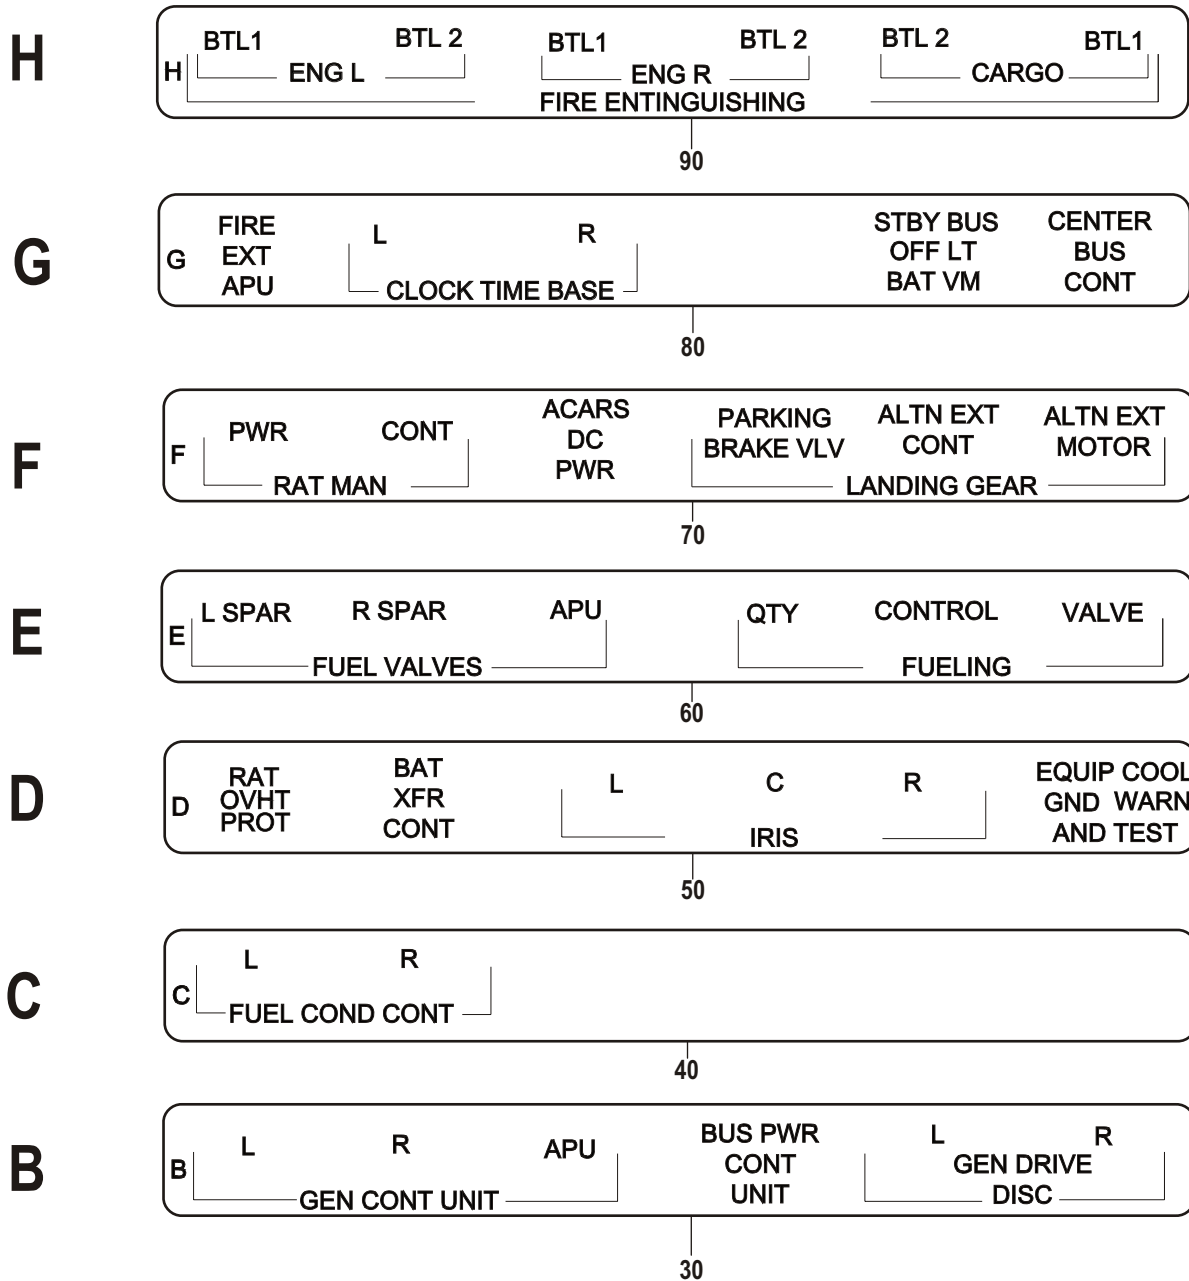 H
BTL1 BTL 2 BTL1 BTL 2 BTL 2 BTL1
H ENG L ENG R CARGO
FIRE ENTINGUISHING
90
G
G
FIRE
EXT
APU
L R
CLOCK TIME BASE
STBY BUS
OFF LT
BAT VM
CENTER
BUS
CONT
80
F
F
PWR CONT
RAT MAN
ACARS
DC
PWR
PARKING
BRAKE VLV
ALTN EXT
CONT
ALTN EXT
MOTOR
LANDING GEAR
70
E
E
L SPAR R SPAR APU
FUEL VALVES
QTY CONTROL VALVE
FUELING
60
D
D
RAT
OVHT
PROT
BAT
XFR
CONT
L C R
IRIS
EQUIP COOL
GND WARN
AND TEST
50
C
C
L R
FUEL COND CONT
40
B
B
L R APU
GEN CONT UNIT
BUS PWR
CONT
UNIT
L R
GEN DRIVE
DISC
30